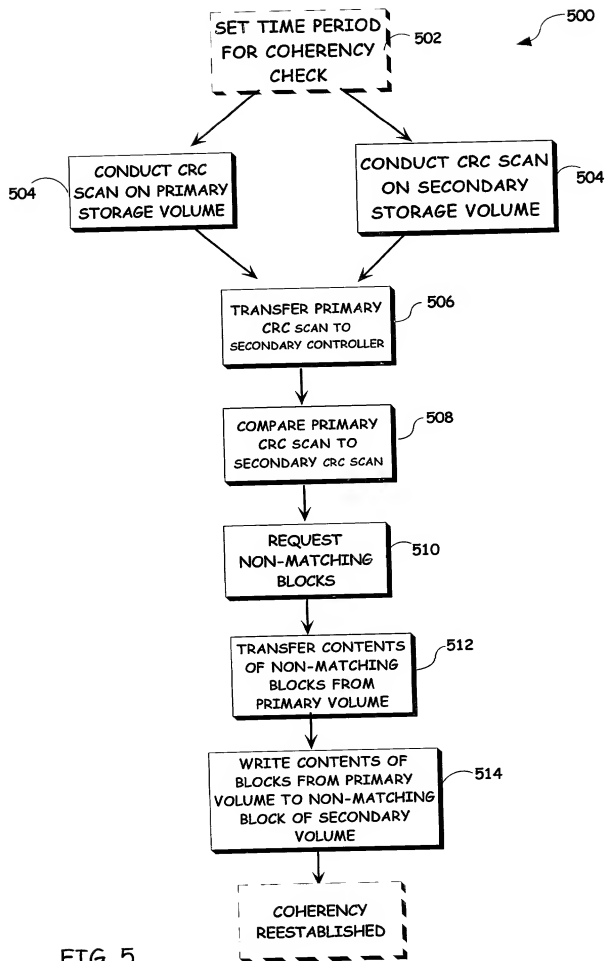 500
SET TIME PERIOD
FOR COHERENCY
CHECK
502
CONDUCT CRC
SCAN ON PRIMARY
STORAGE VOLUME
504
CONDUCT CRC SCAN
ON SECONDARY
STORAGE VOLUME
504
TRANSFER PRIMARY
CRC SCAN TO
SECONDARY CONTROLLER
506
COMPARE PRIMARY
CRC SCAN TO
SECONDARY CRC SCAN
508
REQUEST
NON-MATCHING
BLOCKS
510
TRANSFER CONTENTS
OF NON-MATCHING
BLOCKS FROM
PRIMARY VOLUME
512
WRITE CONTENTS OF
BLOCKS FROM PRIMARY
VOLUME TO NON-MATCHING
BLOCK OF SECONDARY
VOLUME
514
COHERENCY
REESTABLISHED
FIG 5